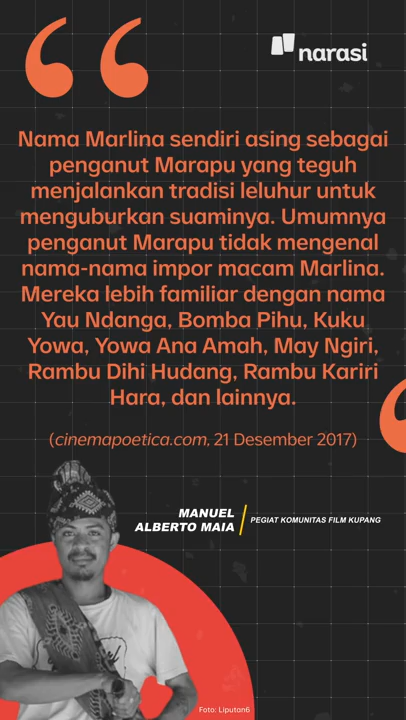 narasi
Nama Marlina sendiri asing sebagai
penganut Marapu yang teguh
menjalankan tradisi leluhur untuk
menguburkan suaminya. Umumnya
penganut Marapu tidak mengenal
nama-nama impor macam Marlina.
Mereka lebih familiar dengan nama
Yau Ndanga, Bomba Pihu, Kuku
Yowa, Yowa Ana Amah, May Ngiri,
Rambu Dihi Hudang, Rambu Kariri
Hara, dan lainnya.
(cinemapoetica.com, 21 Desember 2017)
MANUEL
ALBERTO MAIA
PEGIAT KOMUNITAS FILM KUPANG
Foto: Liputan6